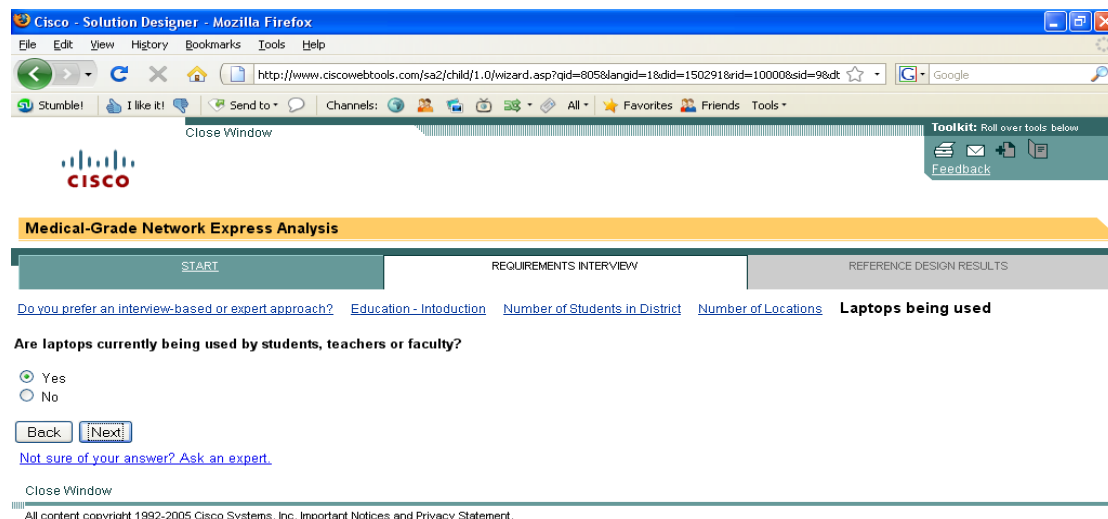 Cisco - Solution Designer - Mozilla Firefox
File Edit View History Bookmarks Tools Help
http://www.ciscowebtools.com/sa2/child/1.0/wizard.asp?qid=805&langid=1&did=15029&rid=10000&sid=9&dt
G Google
Stumble! I like it! Send to Channels: All Favorites Friends Tools
Close Window
Toolkit: Roll over tools below
Feedback
CISCO
Medical-Grade Network Express Analysis
START REQUIREMENTS INTERVIEW REFERENCE DESIGN RESULTS
Do you prefer an interview-based or expert approach? Education - Intoduction Number of Students in District Number of Locations Laptops being used
Are laptops currently being used by students, teachers or faculty?
Yes
No
Back Next
Not sure of your answer? Ask an expert.
Close Window
All content copyright 1992-2005 Cisco Systems, Inc. Important Notices and Privacy Statement.